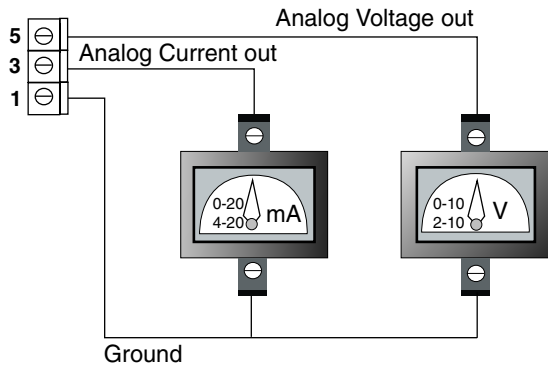 Analog Voltage out
5
Analog Current out
3
1
0-20
4-20
mA
0-10
2-10
V
Ground